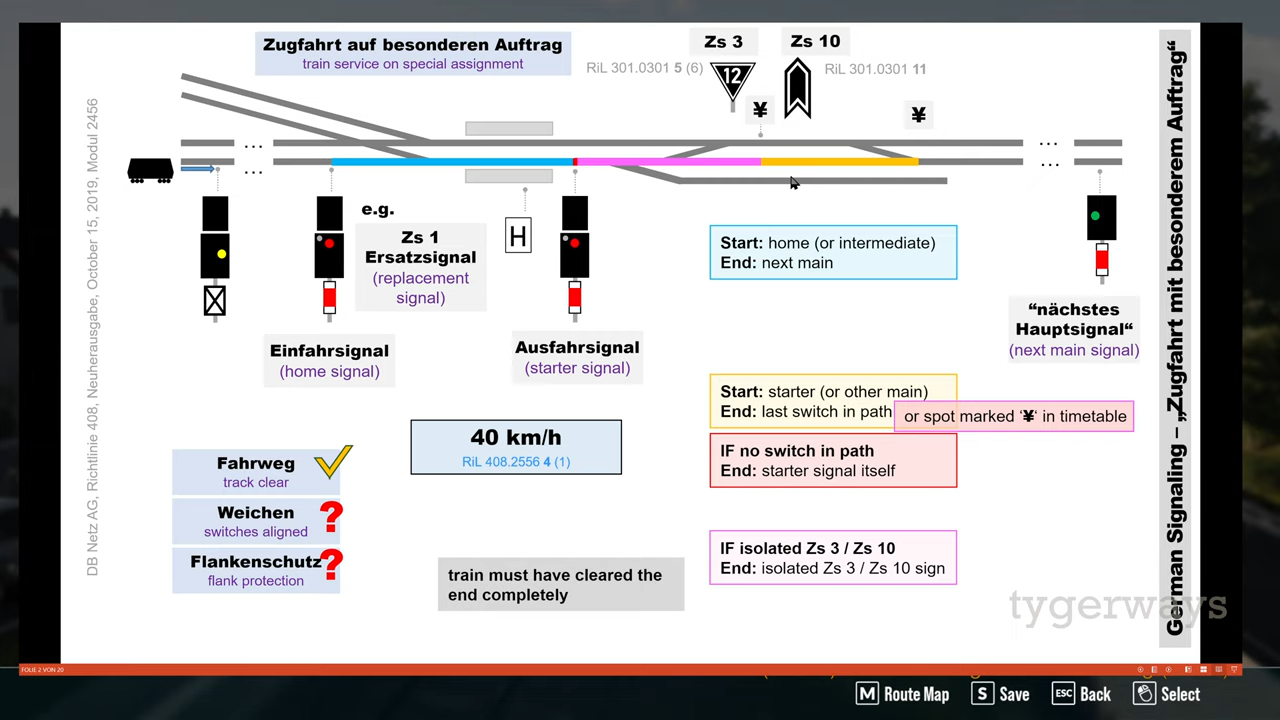 Zugfahrt auf besonderen Auftrag
train service on special assignment
Zs 3
Zs 10
RiL 301.0301 5 (6)
RiL 301.0301 11
12
¥
¥
...
...
...
...
e.g.
Zs 1
Ersatzsignal
(replacement
signal)
H
Einfahrsignal
(home signal)
Ausfahrsignal
(starter signal)
Start: home (or intermediate)
End: next main
"nächstes
Hauptsignal“
(next main signal)
Start: starter (or other main)
End: last switch in path
or spot marked ‘¥‘ in timetable
IF no switch in path
End: starter signal itself
40 km/h
RiL 408.2556 4 (1)
Fahrweg
track clear
Weichen
switches aligned
?
Flankenschutz
flank protection
?
train must have cleared the
end completely
IF isolated Zs 3 / Zs 10
End: isolated Zs 3 / Zs 10 sign
tygerways
DB Netz AG, Richtlinie 408, Neuherausgabe, October 15, 2019, Modul 2456
German Signaling – „Zugfahrt mit besonderem Auftrag“
FOLIE 2 VON 20
M Route Map
S Save
ESC Back
Select